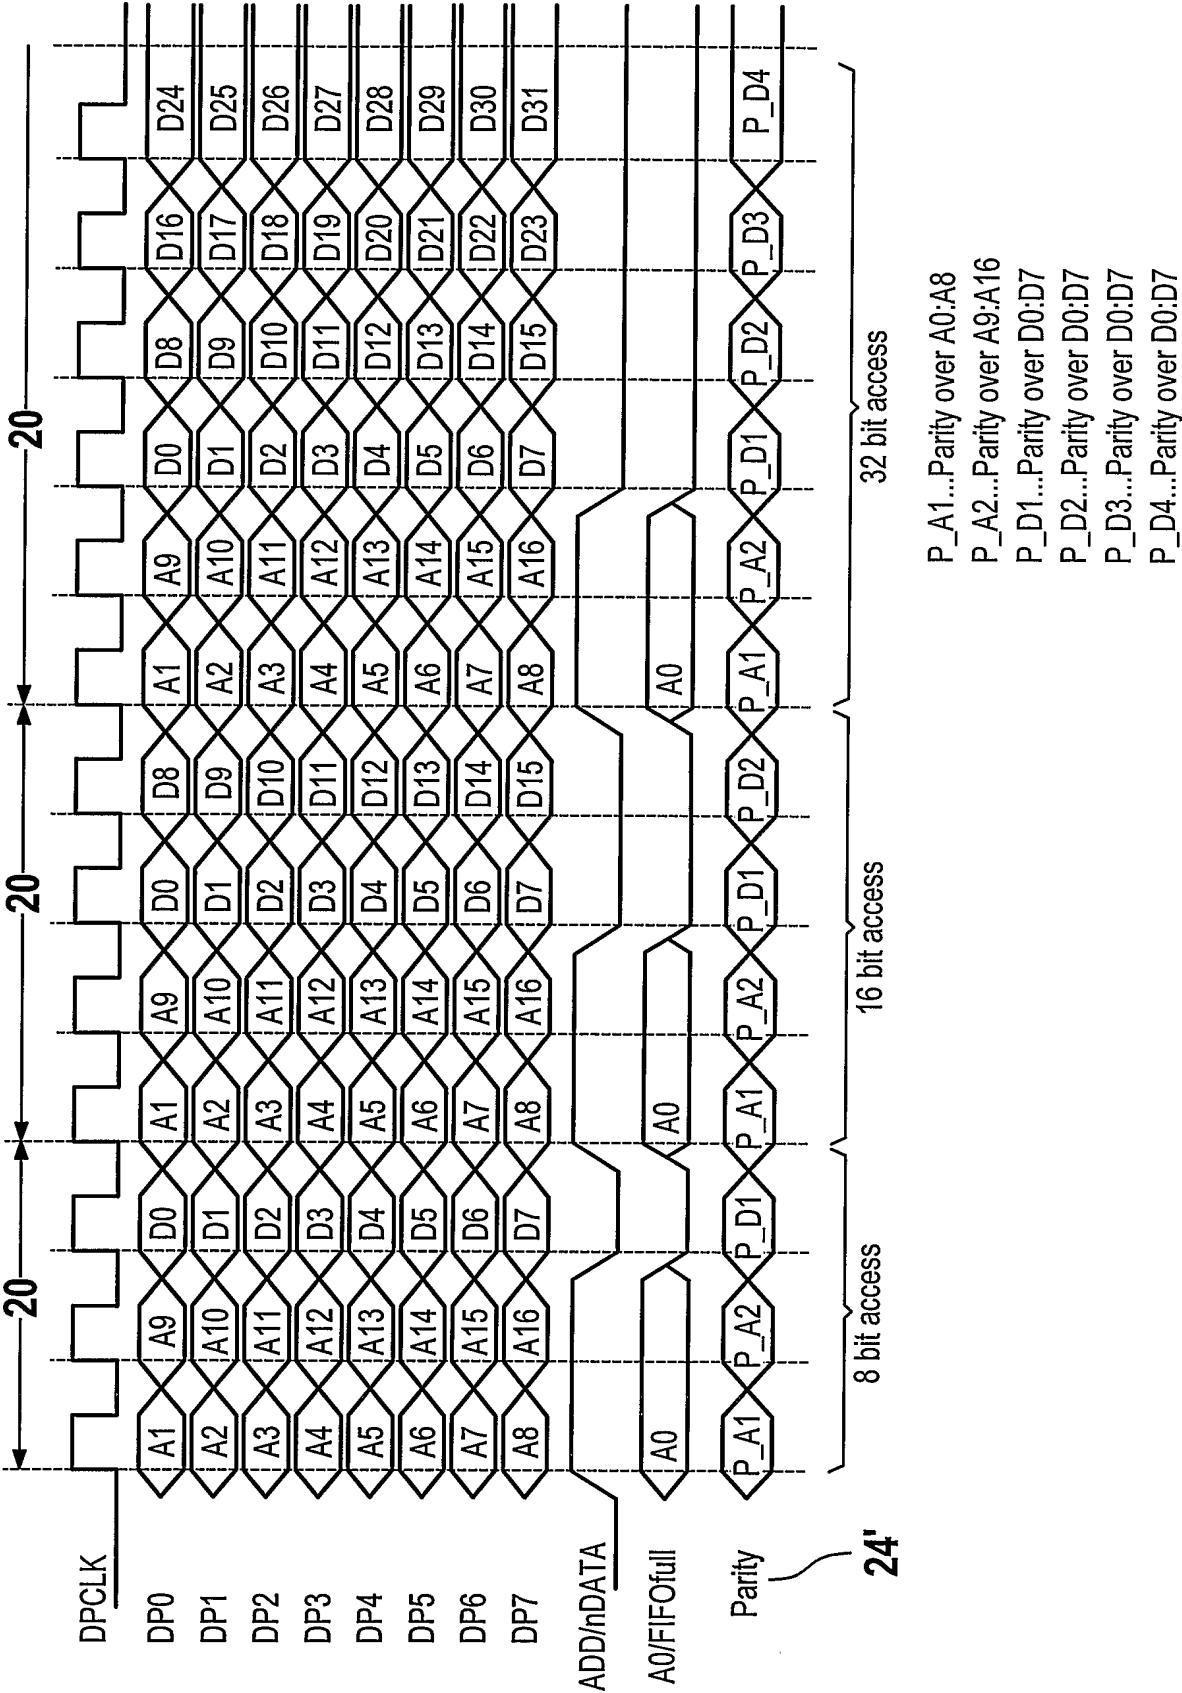 20 20 20
DPCLK
DP0 A1 A9 D0 A1 A9 D0 D8 A1 A9 D0 D8 D16 D24
DP1 A2 A10 D1 A2 A10 D1 D9 A2 A10 D1 D9 D17 D25
DP2 A3 A11 D2 A3 A11 D2 D10 A3 A11 D2 D10 D18 D26
DP3 A4 A12 D3 A4 A12 D3 D11 A4 A12 D3 D11 D19 D27
DP4 A5 A13 D4 A5 A13 D4 D12 A5 A13 D4 D12 D20 D28
DP5 A6 A14 D5 A6 A14 D5 D13 A6 A14 D5 D13 D21 D29
DP6 A7 A15 D6 A7 A15 D6 D14 A7 A15 D6 D14 D22 D30
DP7 A8 A16 D7 A8 A16 D7 D15 A8 A16 D7 D15 D23 D31
ADD/nDATA
A0/FIFOfull A0 A0 A0
Parity P_A1 P_A2 P_D1 P_A1 P_A2 P_D1 P_D2 P_A1 P_A2 P_D1 P_D2 P_D3 P_D4
24'
8 bit access 16 bit access 32 bit access
P_A1...Parity over A0:A8
P_A2...Parity over A9:A16
P_D1...Parity over D0:D7
P_D2...Parity over D0:D7
P_D3...Parity over D0:D7
P_D4...Parity over D0:D7